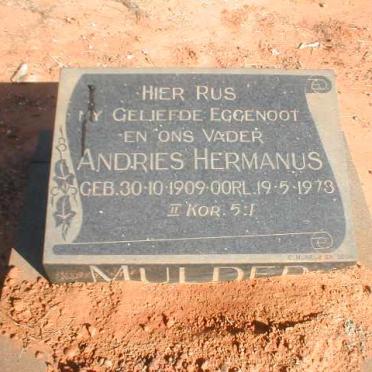 HIER RUS
MY GELIEFDE EGGENOOT
EN ONS VADER
ANDRIES HERMANUS
GEB. 30-10-1909-OORL. 19-5-1973
II KOR. 5:1
MULDER